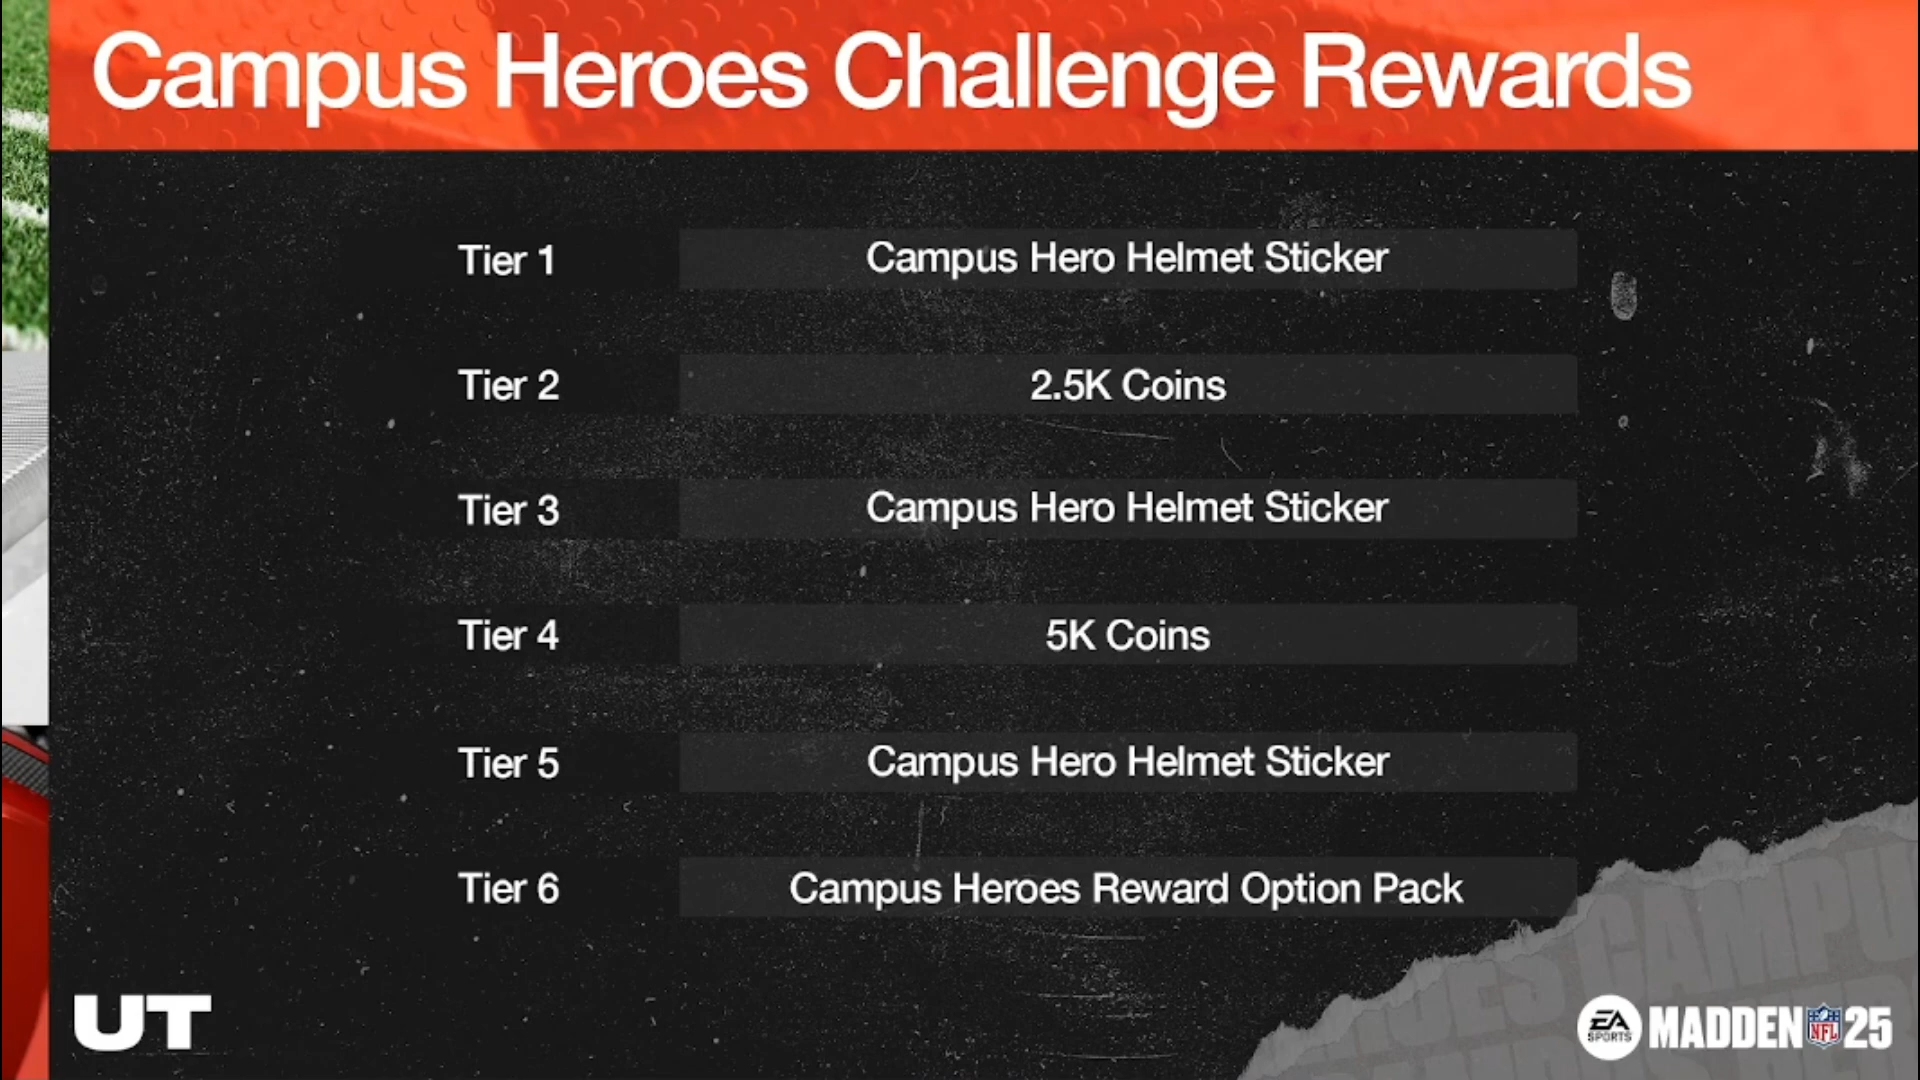 Campus Heroes Challenge Rewards
Tier 1 Campus Hero Helmet Sticker
Tier 2 2.5K Coins
Tier 3 Campus Hero Helmet Sticker
Tier 4 5K Coins
Tier 5 Campus Hero Helmet Sticker
Tier 6 Campus Heroes Reward Option Pack
CAMPU
UT
EA SPORTS MADDEN NFL 25